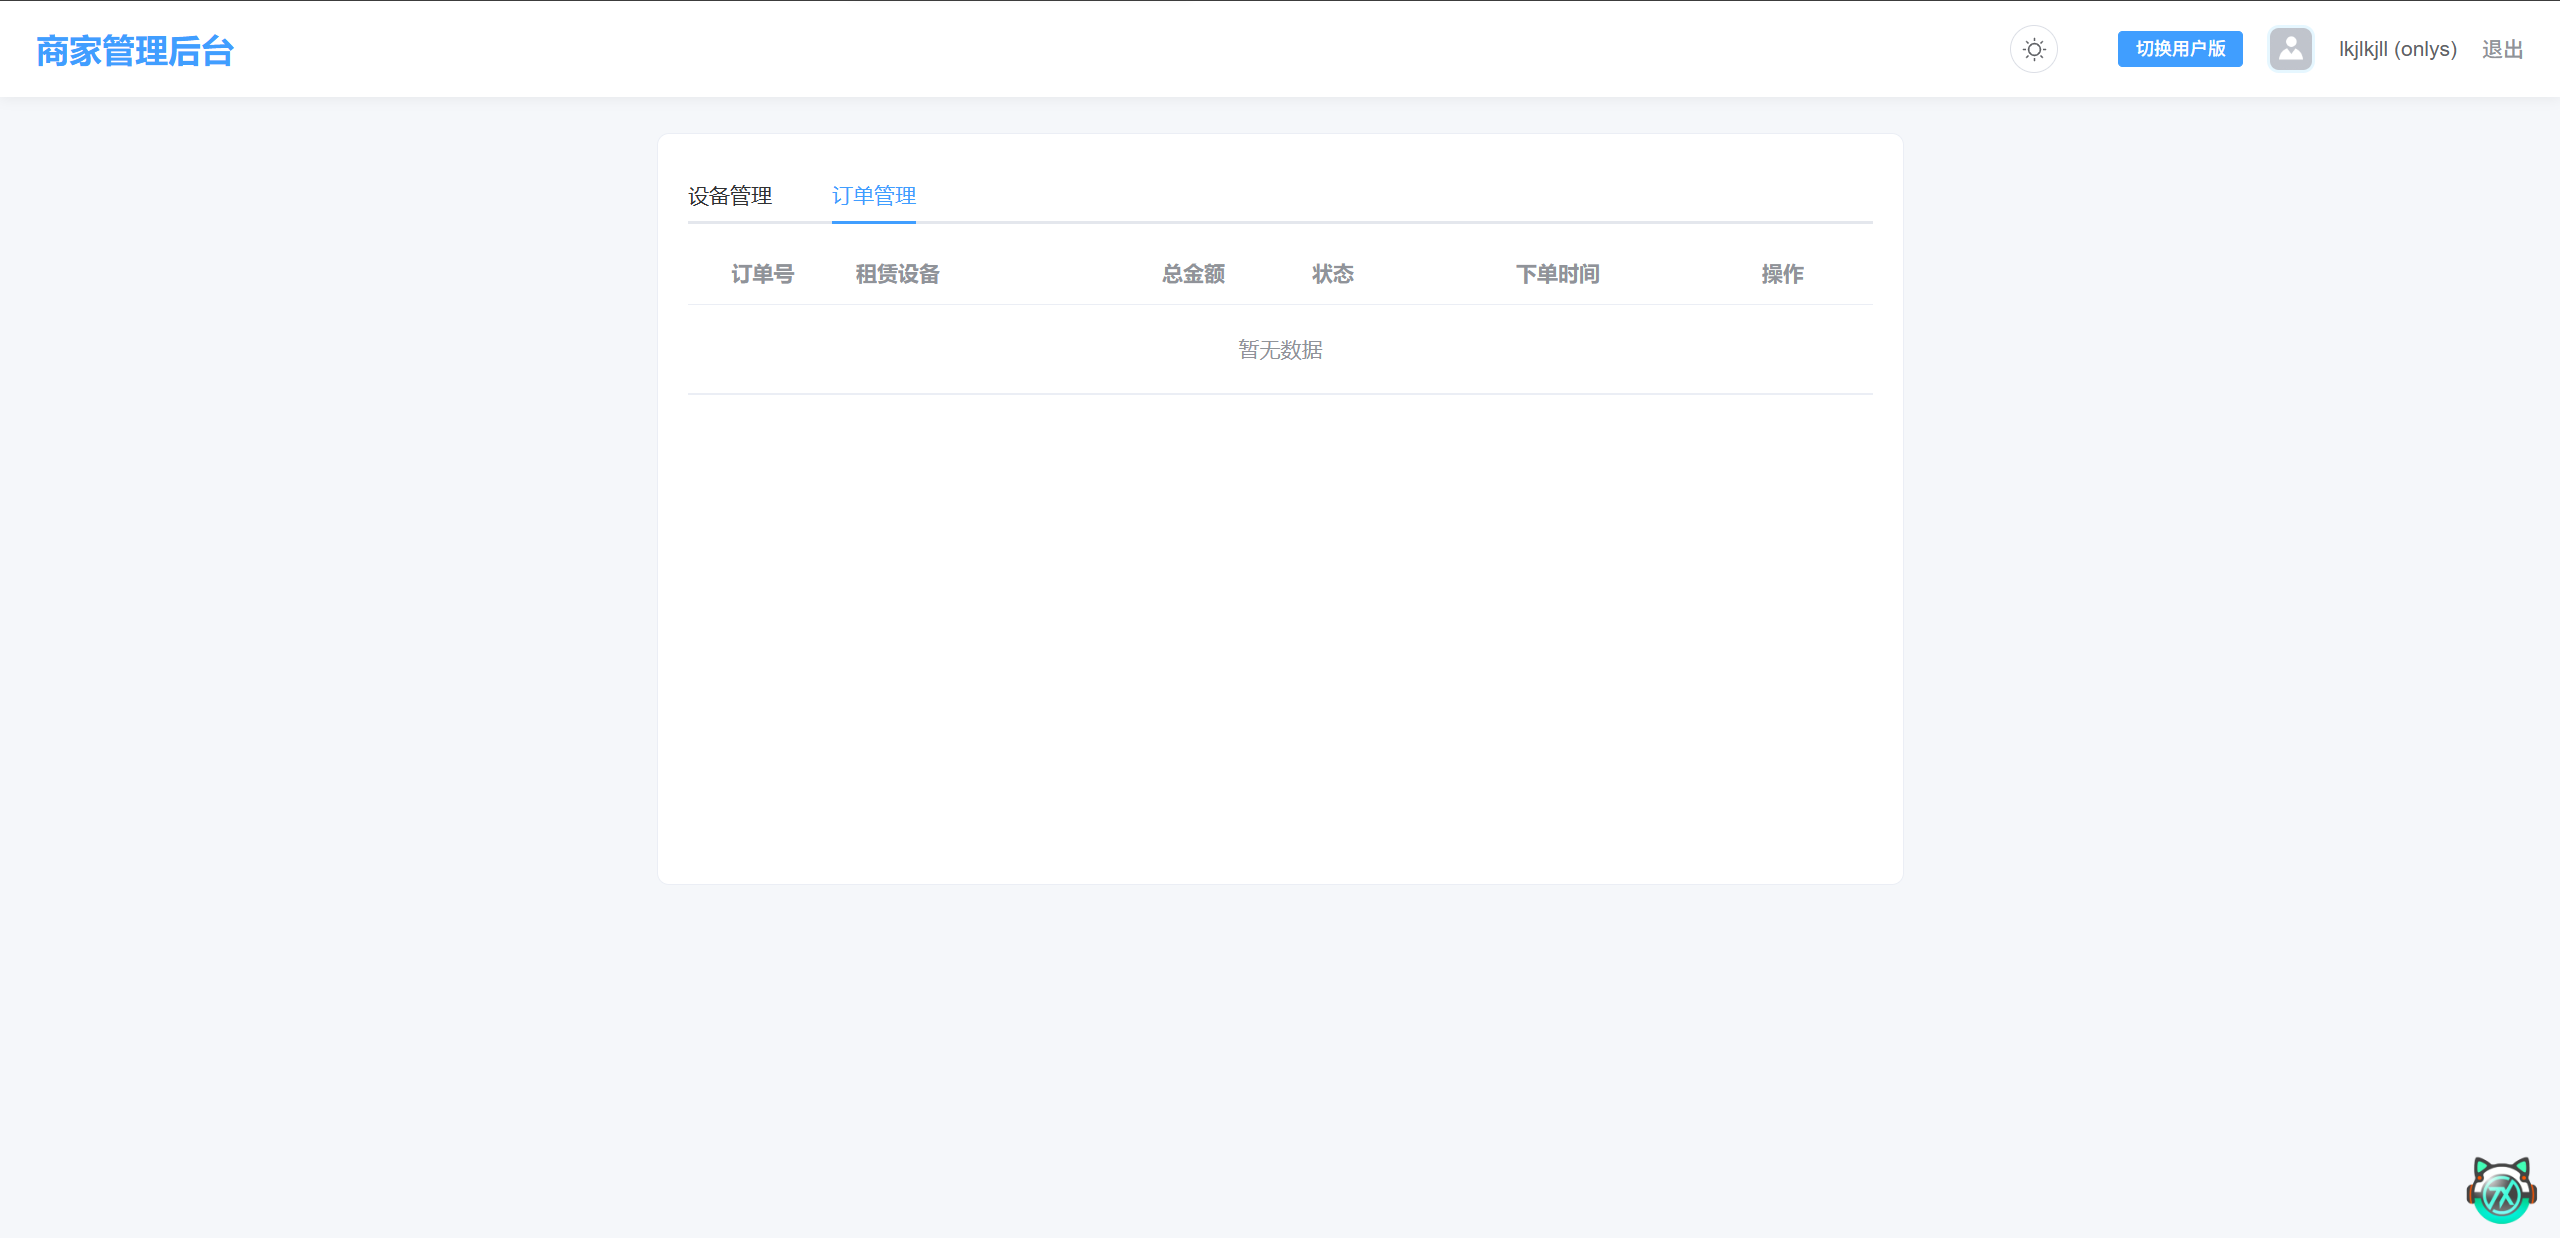 商家管理后台
切换用户版
lkjlkjll (onlys)
退出
设备管理
订单管理
订单号 租赁设备 总金额 状态 下单时间 操作
暂无数据
7X